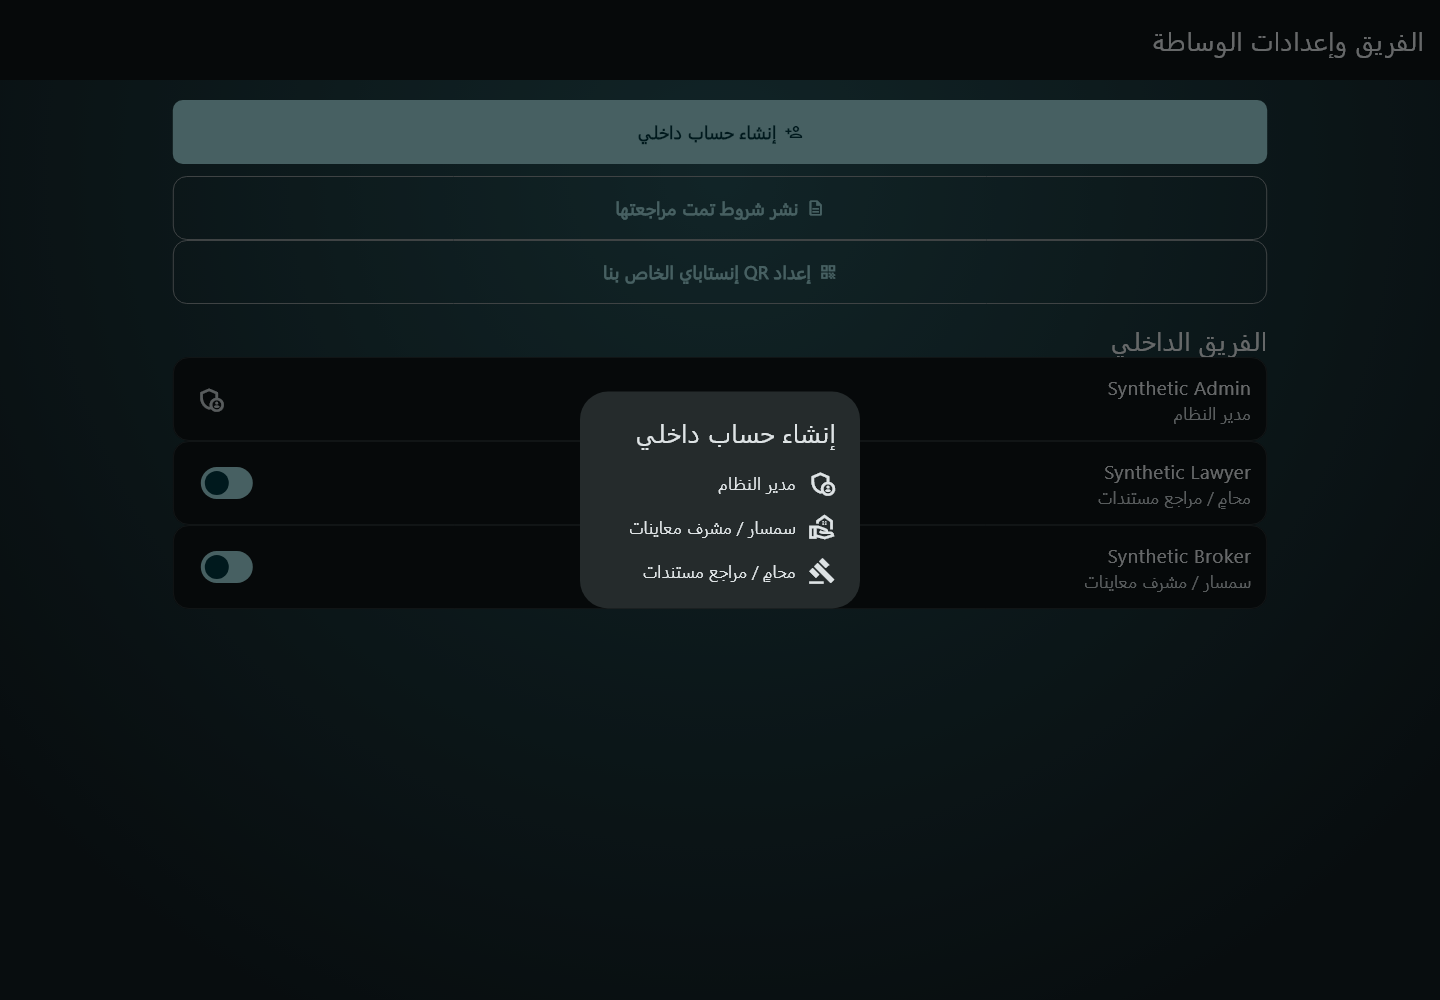 الفريق وإعدادات الوساطة
إنشاء حساب داخلي
نشر شروط تمت مراجعتها
إعداد QR إنستاباي الخاص بنا
الفريق الداخلي
Synthetic Admin
مدير النظام
Synthetic Lawyer
محامٍ / مراجع مستندات
Synthetic Broker
سمسار / مشرف معاينات
إنشاء حساب داخلي
مدير النظام
سمسار / مشرف معاينات
محامٍ / مراجع مستندات